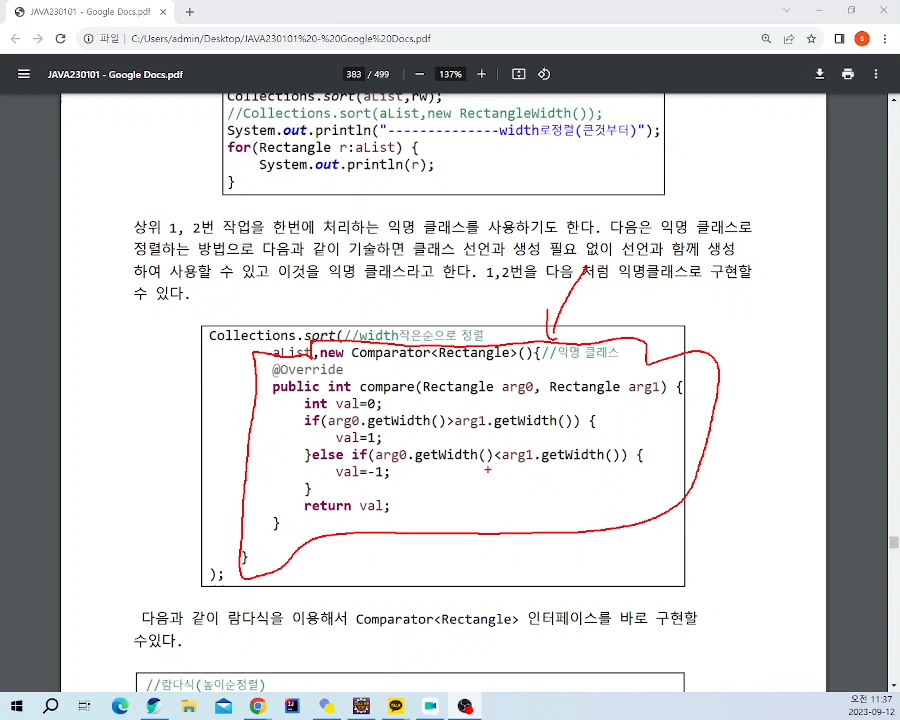 JAVA230101 - Google Docs.pdf
파일 C:/Users/admin/Desktop/JAVA230101%20-%20Google%20Docs.pdf
S
JAVA230101 - Google Docs.pdf
383 / 499
137%
Collections.sort(aList,rw);
//Collections.sort(aList,new RectangleWidth());
System.out.println("--------------width로정렬(큰것부터)");
for(Rectangle r:aList) {
System.out.println(r);
}
상위 1, 2번 작업을 한번에 처리하는 익명 클래스를 사용하기도 한다. 다음은 익명 클래스로
정렬하는 방법으로 다음과 같이 기술하면 클래스 선언과 생성 필요 없이 선언과 함께 생성
하여 사용할 수 있고 이것을 익명 클래스라고 한다. 1,2번을 다음 처럼 익명클래스로 구현할
수 있다.
Collections.sort(//width작은순으로 정렬
aList,new Comparator<Rectangle>(){//익명 클래스
@Override
public int compare(Rectangle arg0, Rectangle arg1) {
int val=0;
if(arg0.getWidth()>arg1.getWidth()) {
val=1;
}else if(arg0.getWidth()<arg1.getWidth()) {
val=-1;
}
return val;
}
}
);
다음과 같이 람다식을 이용해서 Comparator<Rectangle> 인터페이스를 바로 구현할
수있다.
//람다식(높이순정렬)
TALK
오전 11:37
2023-09-12